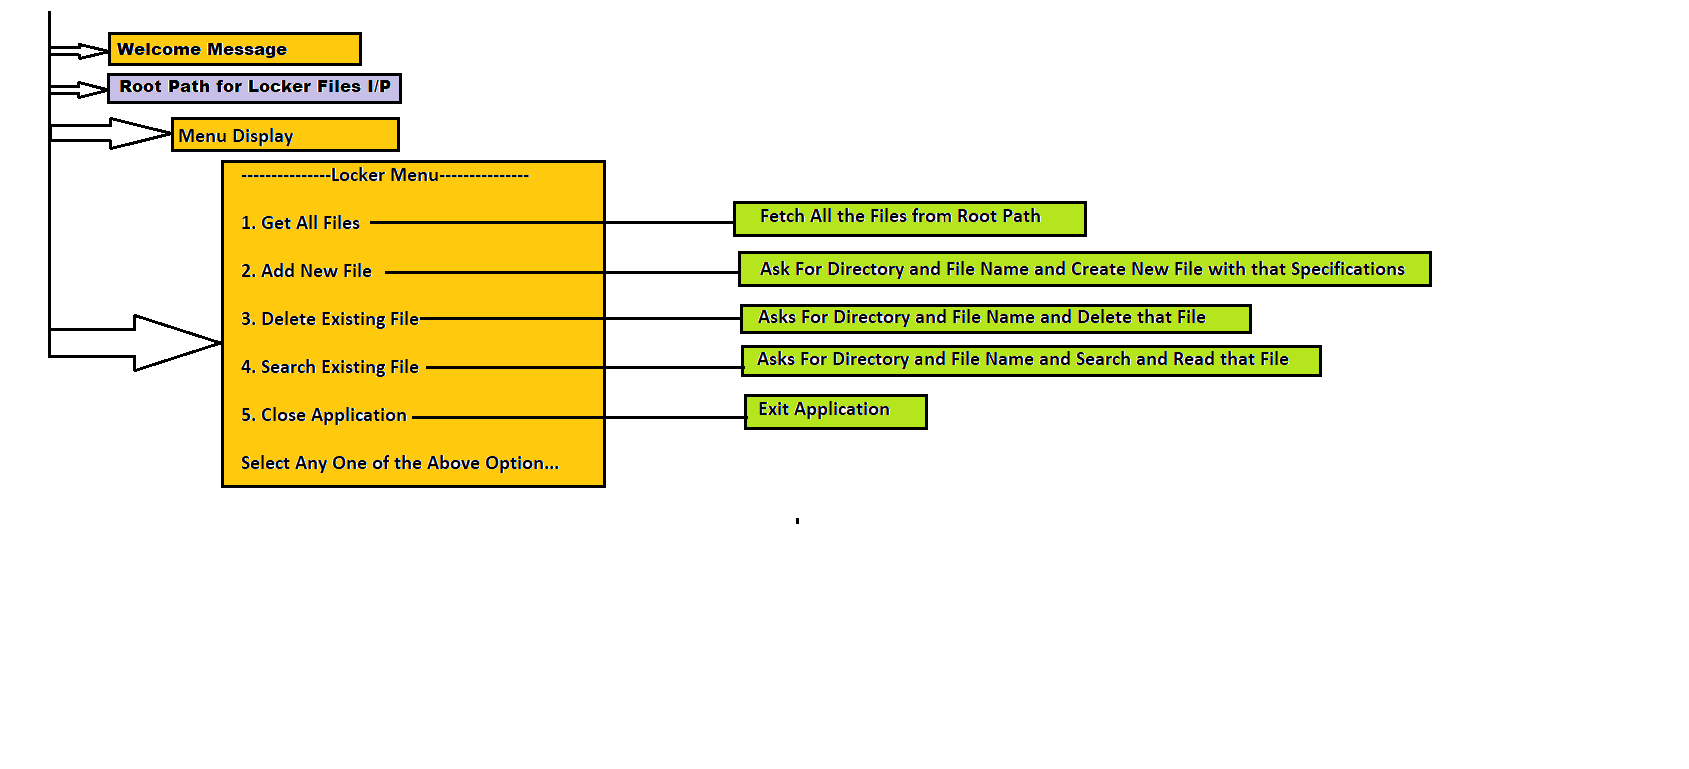 Welcome Message
Root Path for Locker Files I/P
Menu Display
---------------Locker Menu---------------
1. Get All Files
Fetch All the Files from Root Path
2. Add New File
Ask For Directory and File Name and Create New File with that Specifications
3. Delete Existing File
Asks For Directory and File Name and Delete that File
4. Search Existing File
Asks For Directory and File Name and Search and Read that File
5. Close Application
Exit Application
Select Any One of the Above Option...